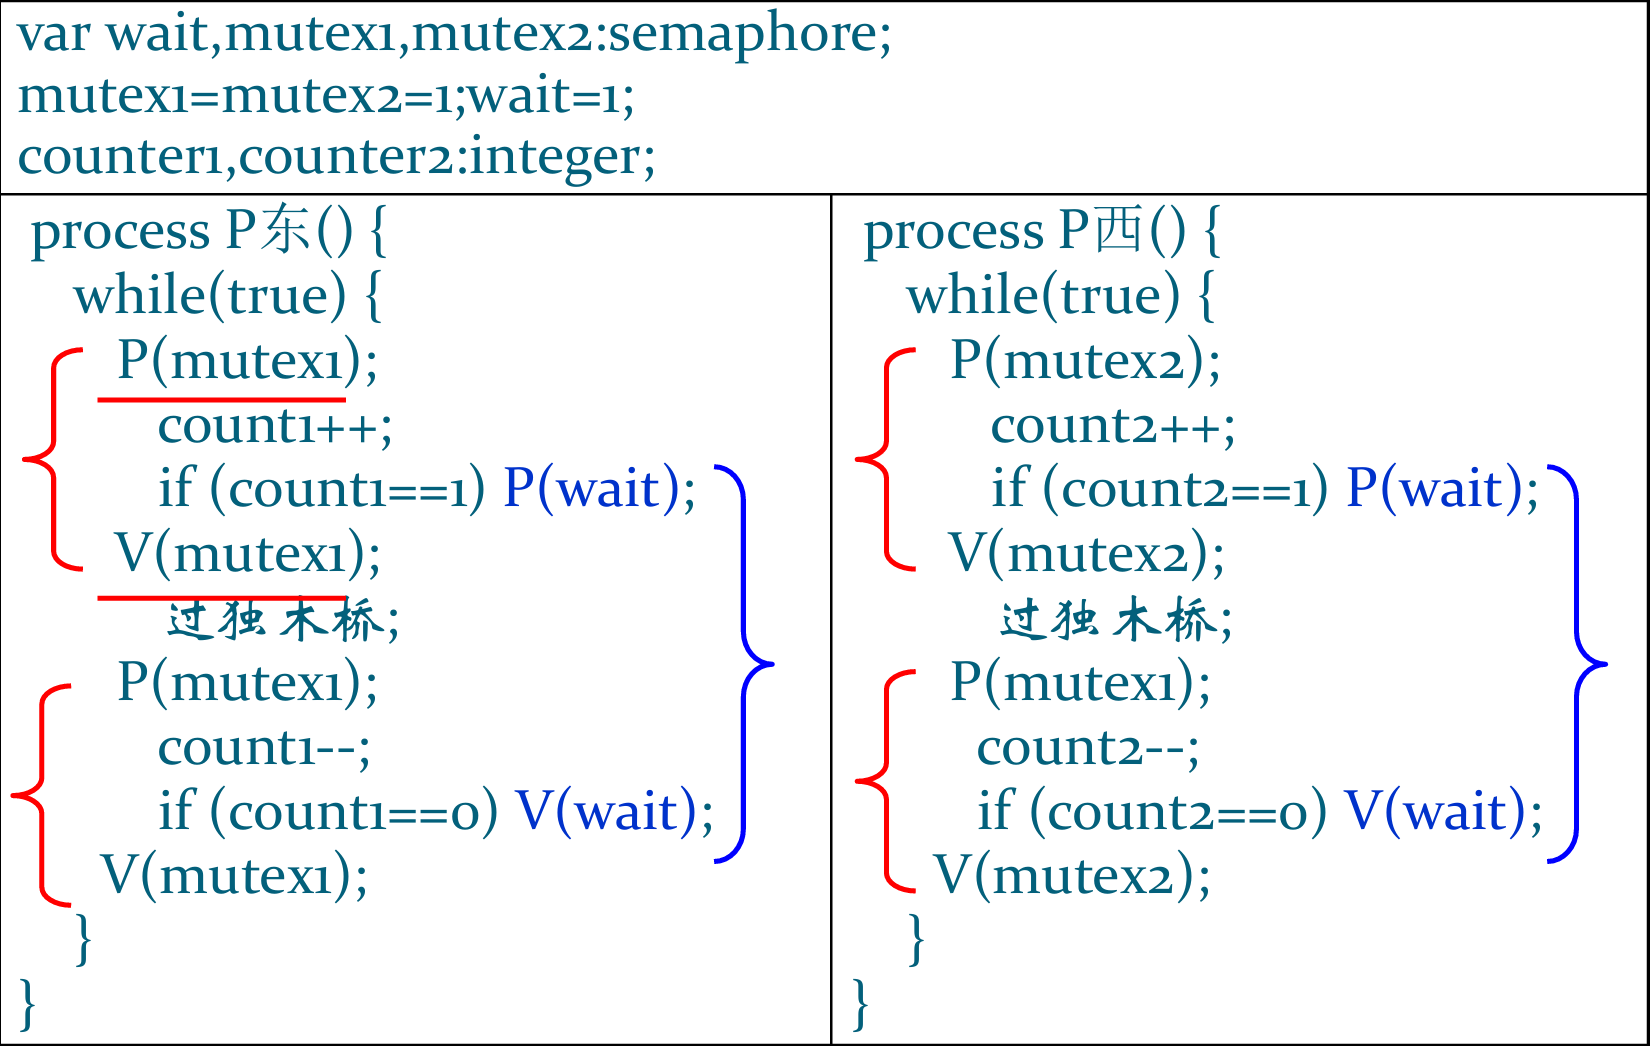 var wait,mutex1,mutex2:semaphore;
mutex1=mutex2=1;wait=1;
counter1,counter2:integer;
process P东() {
while(true) {
P(mutex1);
count1++;
if (count1==1) P(wait);
V(mutex1);
过独木桥;
P(mutex1);
count1--;
if (count1==0) V(wait);
V(mutex1);
}
}
process P西() {
while(true) {
P(mutex2);
count2++;
if (count2==1) P(wait);
V(mutex2);
过独木桥;
P(mutex1);
count2--;
if (count2==0) V(wait);
V(mutex2);
}
}